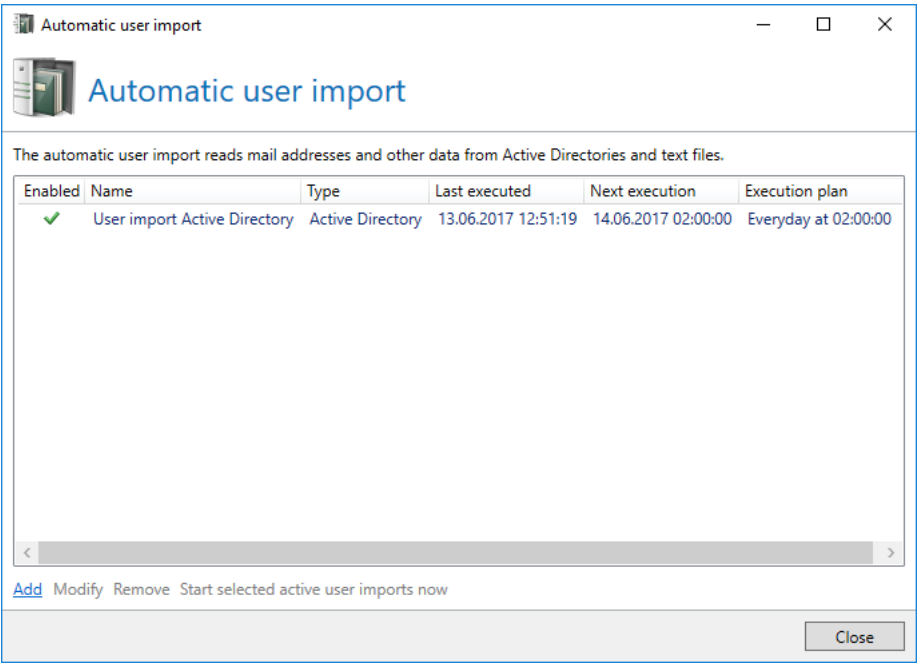 Automatic user import
Automatic user import
The automatic user import reads mail addresses and other data from Active Directories and text files.
Enabled Name Type Last executed Next execution Execution plan
User import Active Directory Active Directory 13.06.2017 12:51:19 14.06.2017 02:00:00 Everyday at 02:00:00
Add Modify Remove Start selected active user imports now
Close